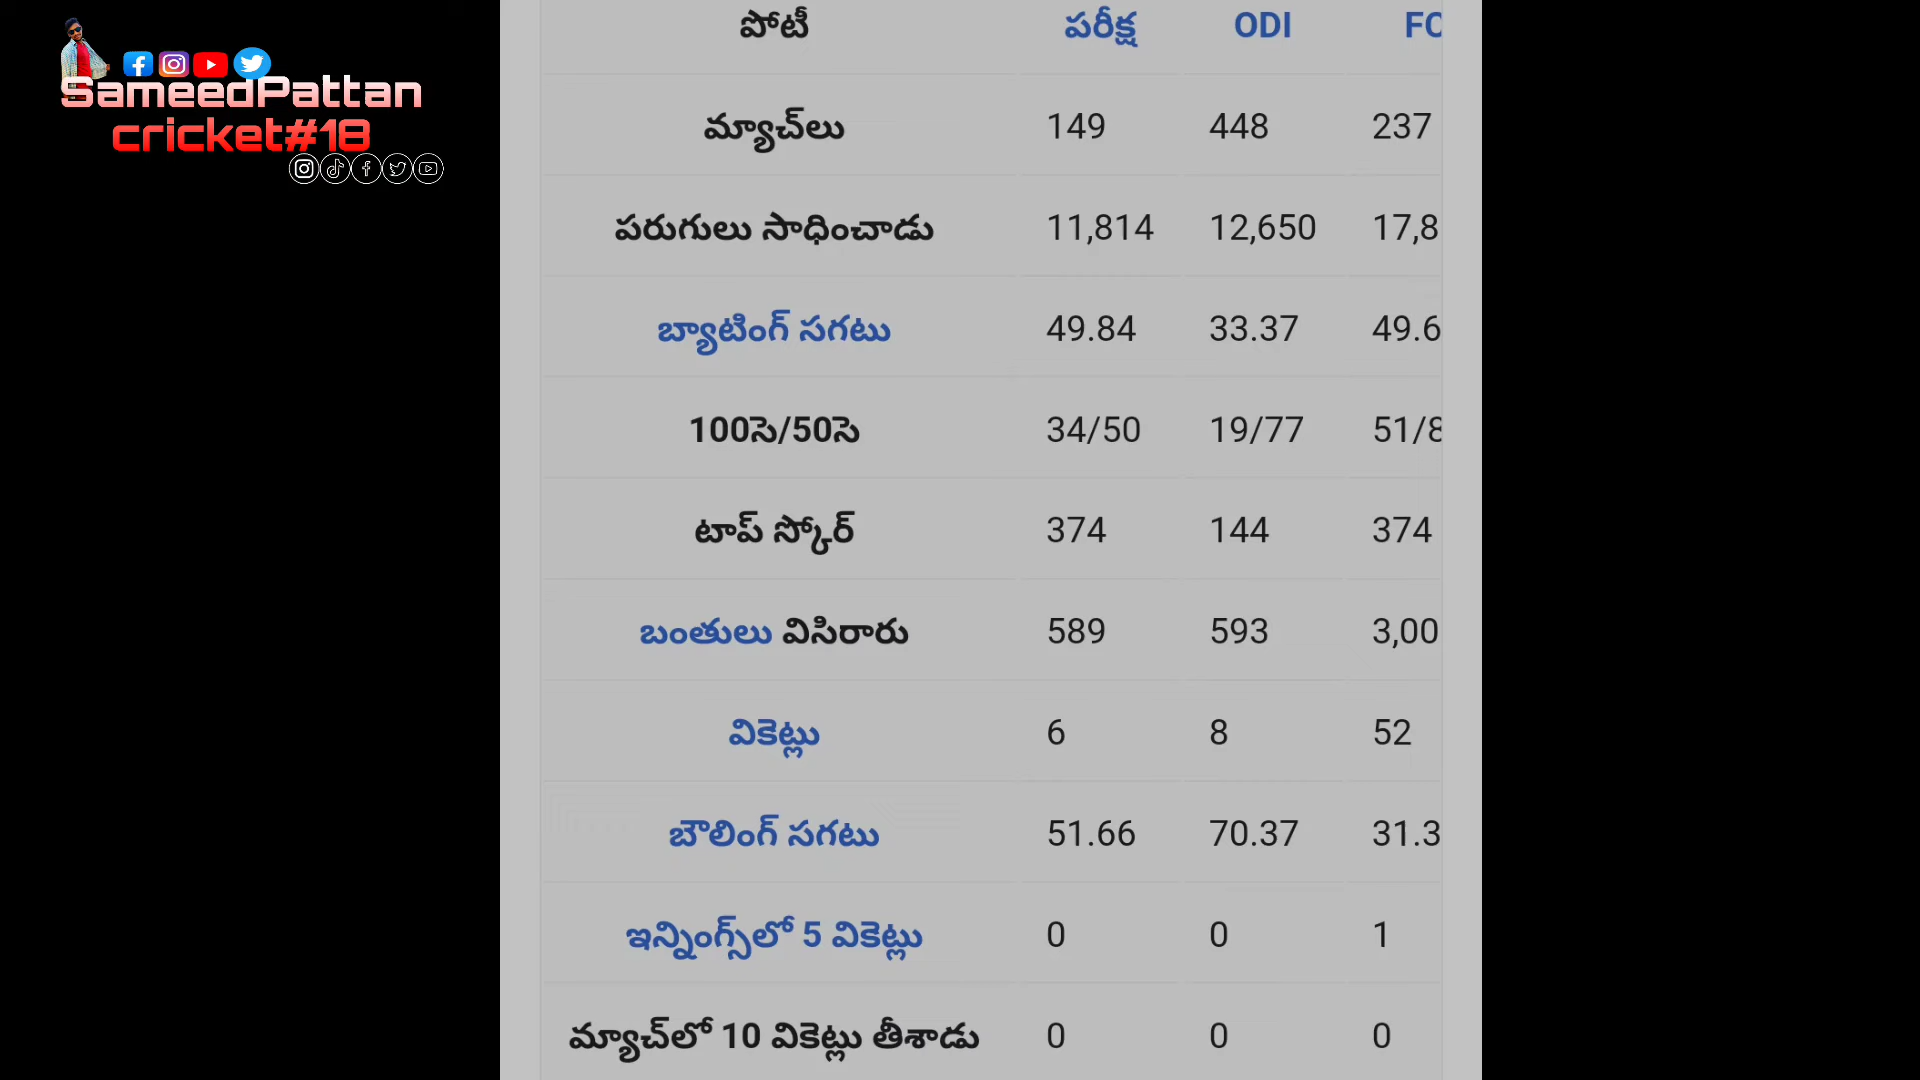 SameedPattan
cricket#18
పోటీ పరీక్ష ODI FC
మ్యాచ్‌లు 149 448 237
పరుగులు సాధించాడు 11,814 12,650 17,8
బ్యాటింగ్ సగటు 49.84 33.37 49.6
100సె/50సె 34/50 19/77 51/8
టాప్ స్కోర్ 374 144 374
బంతులు విసిరారు 589 593 3,00
వికెట్లు 6 8 52
బౌలింగ్ సగటు 51.66 70.37 31.3
ఇన్నింగ్స్‌లో 5 వికెట్లు 0 0 1
మ్యాచ్‌లో 10 వికెట్లు తీశాడు 0 0 0